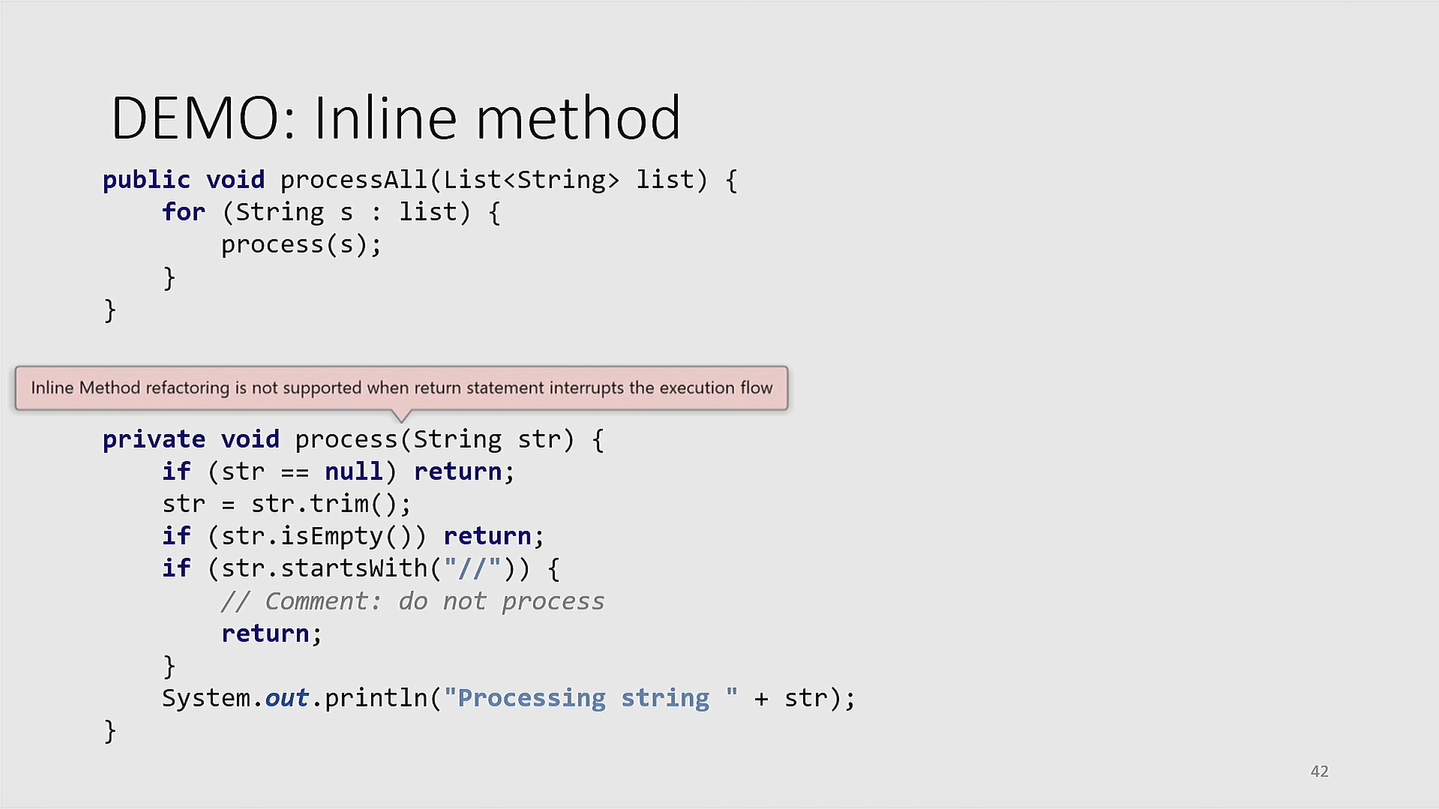 DEMO: Inline method
public void processAll(List<String> list) {
    for (String s : list) {
        process(s);
    }
}
Inline Method refactoring is not supported when return statement interrupts the execution flow
private void process(String str) {
    if (str == null) return;
    str = str.trim();
    if (str.isEmpty()) return;
    if (str.startsWith("//")) {
        // Comment: do not process
        return;
    }
    System.out.println("Processing string " + str);
}
42